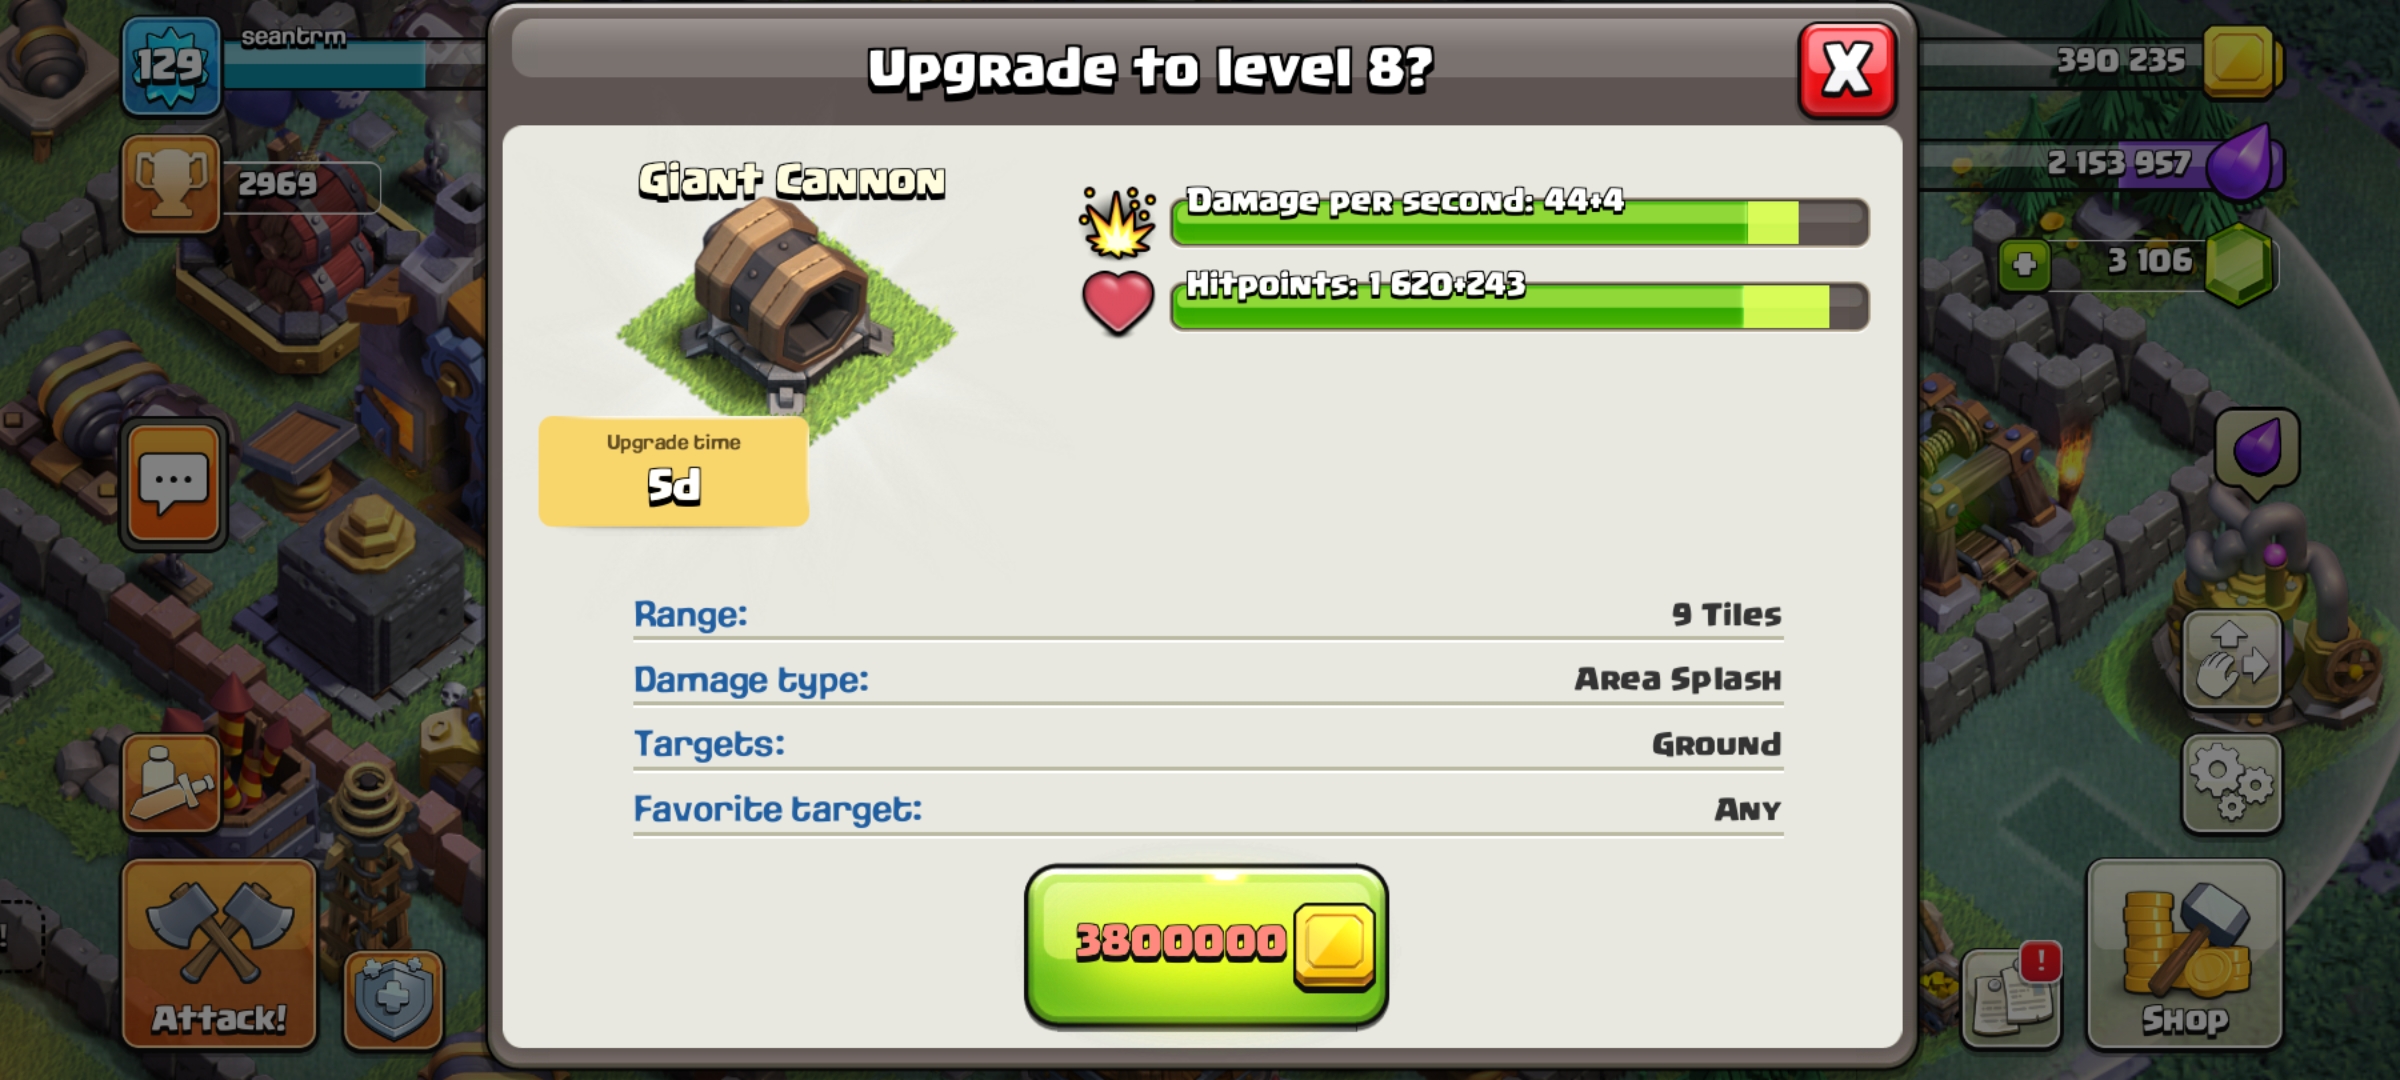 129
seantrm
Upgrade to level 8?
X
390 235
2969
Giant Cannon
Damage per second: 44+4
2 153 957
Hitpoints: 1 620+243
3 106
Upgrade time
5d
Range: 9 Tiles
Damage type: Area Splash
Targets: Ground
Favorite target: Any
3800000
!
!
Attack!
Shop